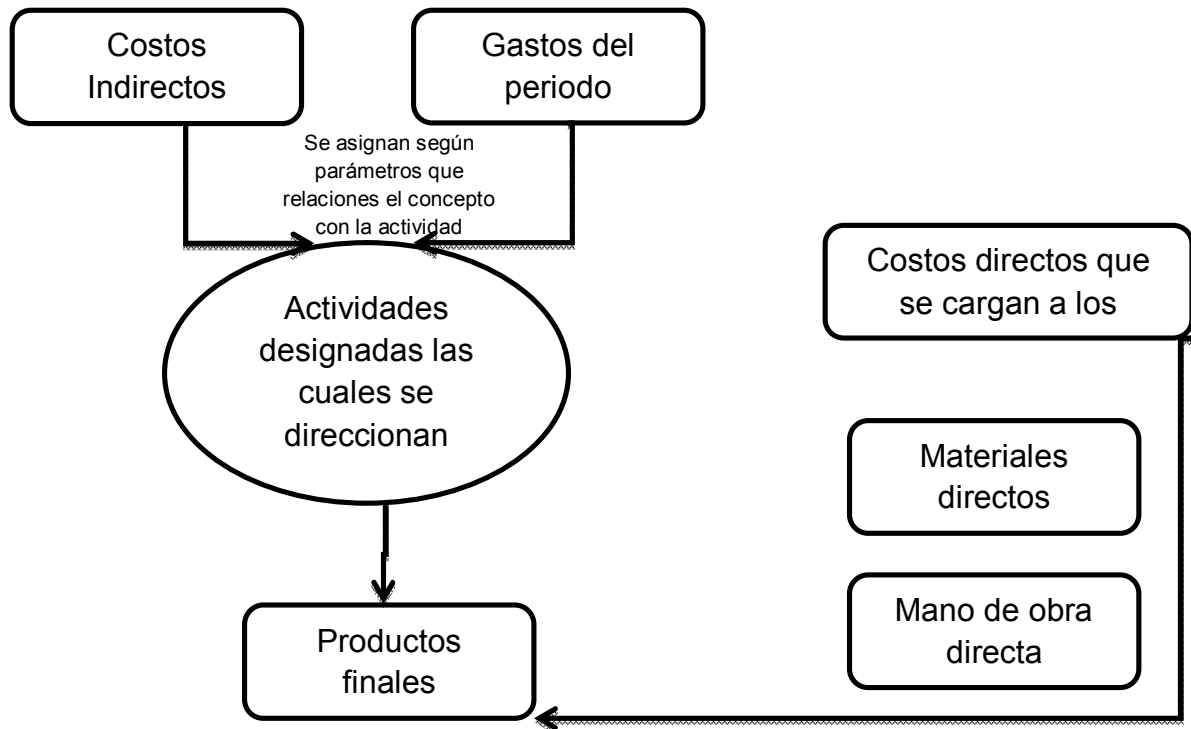 Costos
Indirectos
Gastos del
periodo
Se asignan según
parámetros que
relaciones el concepto
con la actividad
Actividades
designadas las
cuales se
direccionan
Productos
finales
Costos directos que
se cargan a los
Materiales
directos
Mano de obra
directa